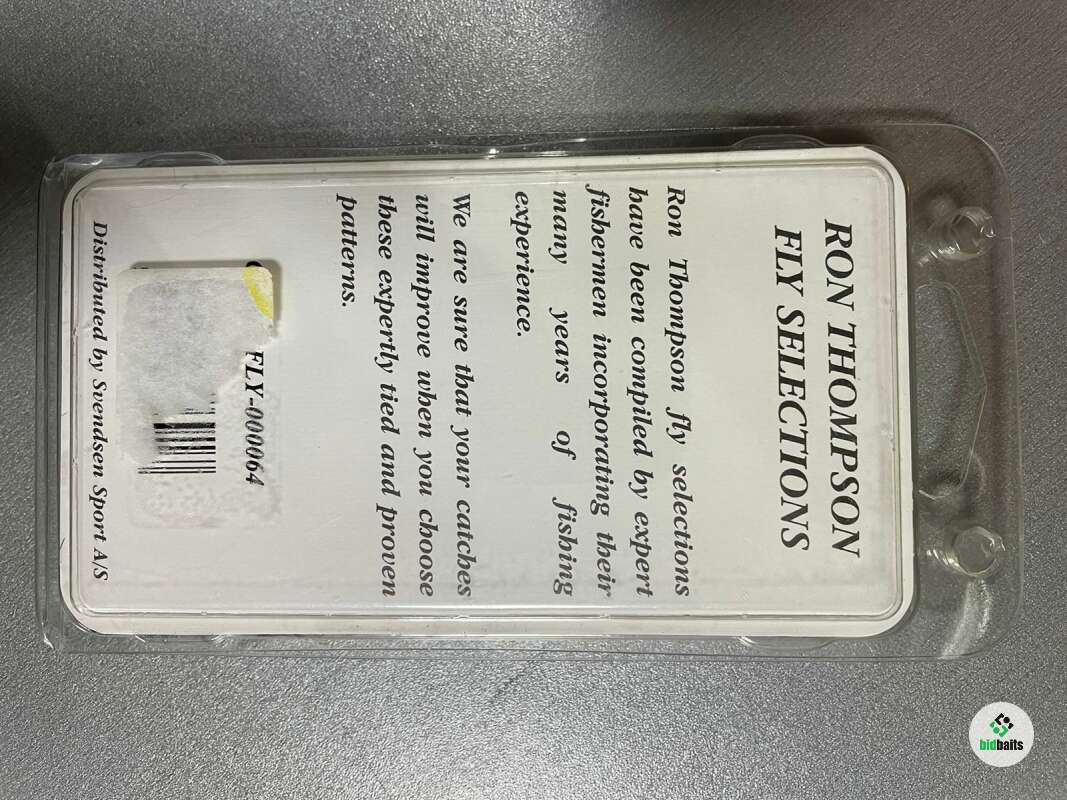 RON THOMPSON
FLY SELECTIONS
Ron Thompson fly selections
have been compiled by expert
fishermen incorporating their
many years of fishing
experience.
We are sure that your catches
will improve when you choose
these expertly tied and proven
patterns.
FLY-000064
Distributed by Svendsen Sport A/S
bidbaits